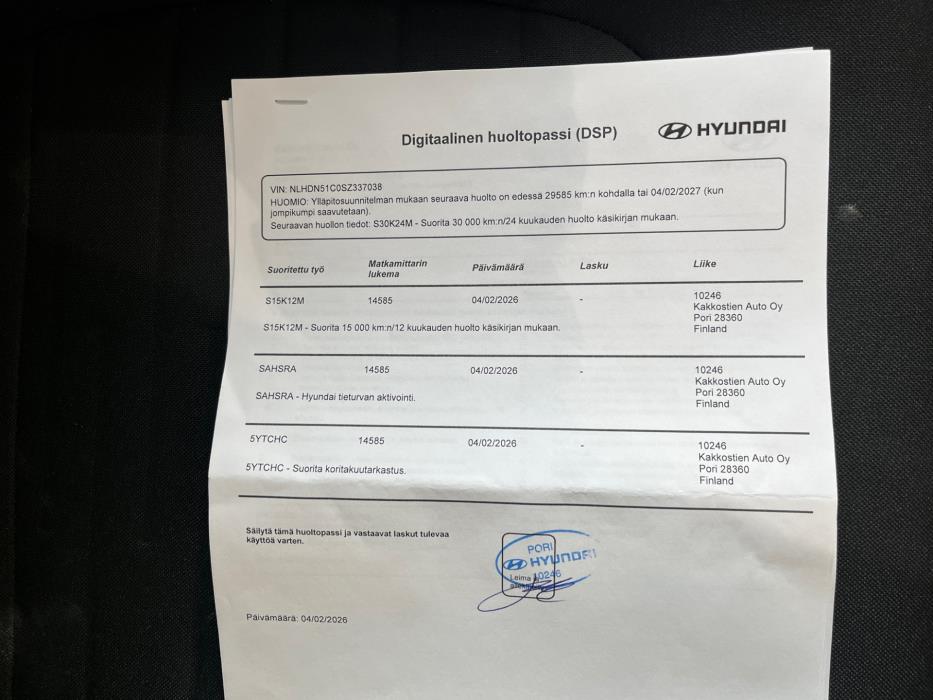 Digitaalinen huoltopassi (DSP)
HYUNDAI
VIN: NLHDN51C0SZ337038
HUOMIO: Ylläpitosuunnitelman mukaan seuraava huolto on edessä 29585 km:n kohdalla tai 04/02/2027 (kun
jompikumpi saavutetaan).
Seuraavan huollon tiedot: S30K24M - Suorita 30 000 km:n/24 kuukauden huolto käsikirjan mukaan.
Suoritettu työ Matkamittarin lukema Päivämäärä Lasku Liike
S15K12M 14585 04/02/2026 - 10246
Kakkostien Auto Oy
Pori 28360
Finland
S15K12M - Suorita 15 000 km:n/12 kuukauden huolto käsikirjan mukaan.
SAHSRA 14585 04/02/2026 - 10246
Kakkostien Auto Oy
Pori 28360
Finland
SAHSRA - Hyundai tieturvan aktivointi.
5YTCHC 14585 04/02/2026 - 10246
Kakkostien Auto Oy
Pori 28360
Finland
5YTCHC - Suorita koritakuutarkastus.
Säilytä tämä huoltopassi ja vastaavat laskut tulevaa
käyttöä varten.
PORI
HYUNDAI
Leima 10246
Päivämäärä: 04/02/2026